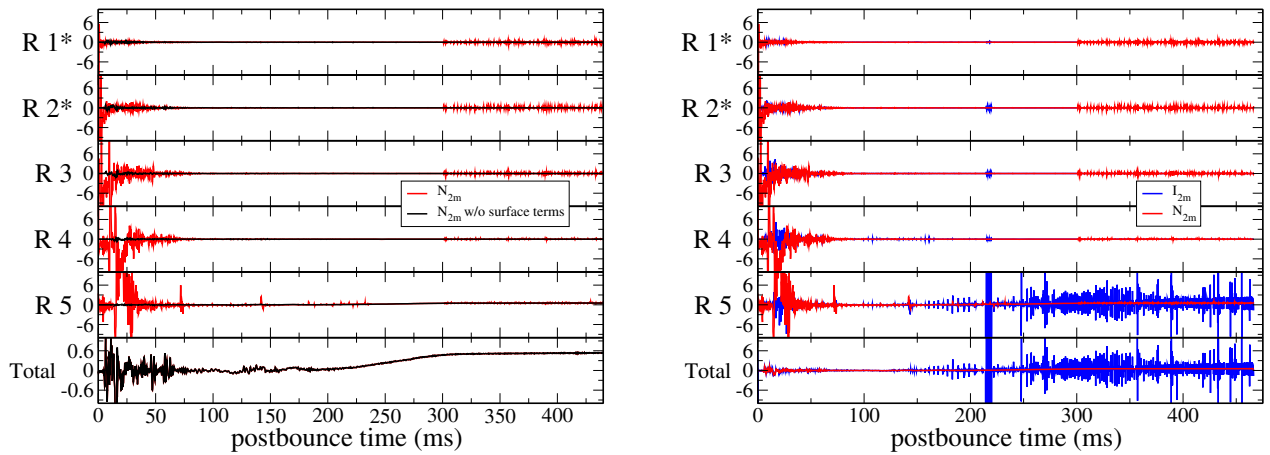 R 1*
6
0
-6
R 2*
6
0
-6
R 3
6
0
-6
N2m
N2m w/o surface terms
R 4
6
0
-6
R 5
6
0
-6
Total
0.6
0.0
-0.6
0 50 100 150 200 250 300 350 400
postbounce time (ms)
R 1*
6
0
-6
R 2*
6
0
-6
R 3
6
0
-6
I2m
N2m
R 4
6
0
-6
R 5
6
0
-6
Total
6
0
-6
0 100 200 300 400
postbounce time (ms)